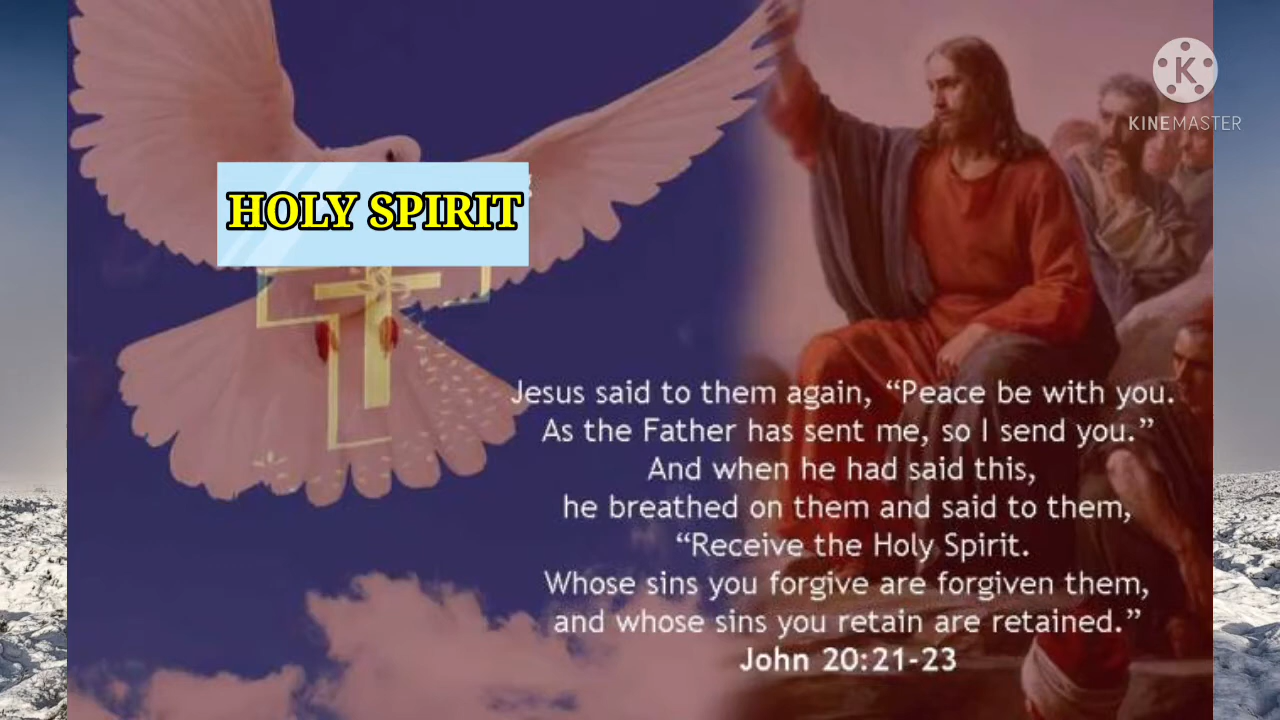 HOLY SPIRIT
K
KINEMASTER
Jesus said to them again, “Peace be with you.
As the Father has sent me, so I send you.”
And when he had said this,
he breathed on them and said to them,
“Receive the Holy Spirit.
Whose sins you forgive are forgiven them,
and whose sins you retain are retained.”
John 20:21-23